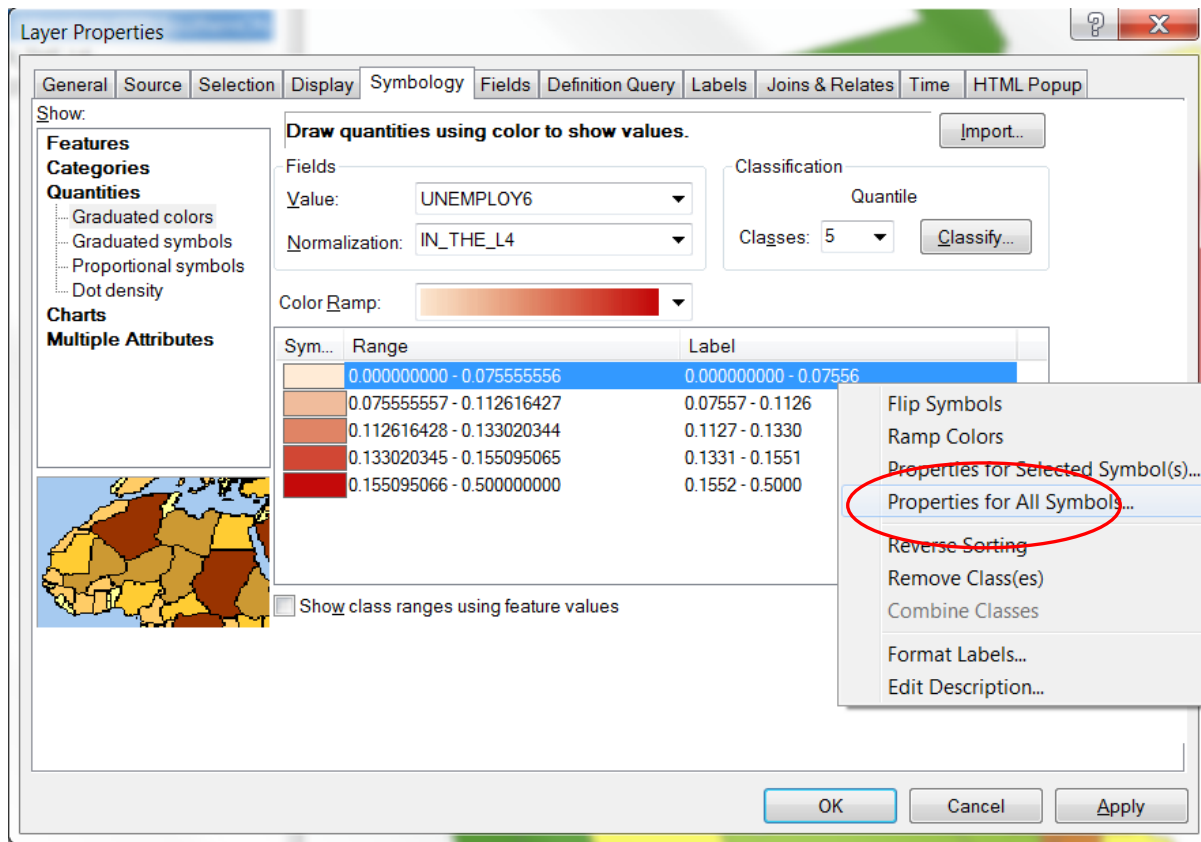 Layer Properties
General Source Selection Display Symbology Fields Definition Query Labels Joins & Relates Time HTML Popup
Show:
Features
Categories
Quantities
Graduated colors
Graduated symbols
Proportional symbols
Dot density
Charts
Multiple Attributes
Draw quantities using color to show values.
Import...
Fields
Value: UNEMPLOY6
Normalization: IN_THE_L4
Classification
Quantile
Classes: 5 Classify...
Color Ramp:
Sym... Range Label
0.000000000 - 0.075555556 0.000000000 - 0.07556
0.075555557 - 0.112616427 0.07557 - 0.1126
0.112616428 - 0.133020344 0.1127 - 0.1330
0.133020345 - 0.155095065 0.1331 - 0.1551
0.155095066 - 0.500000000 0.1552 - 0.5000
Show class ranges using feature values
Flip Symbols
Ramp Colors
Properties for Selected Symbol(s)...
Properties for All Symbols...
Reverse Sorting
Remove Class(es)
Combine Classes
Format Labels...
Edit Description...
OK Cancel Apply